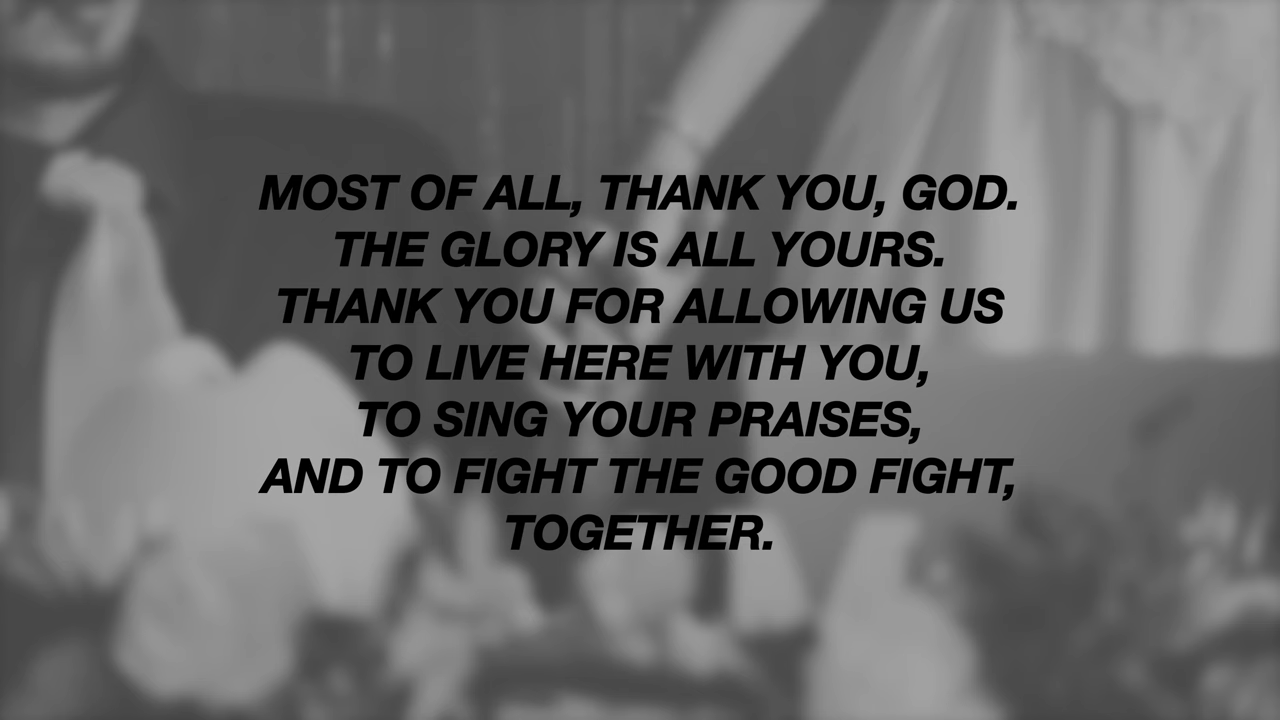 MOST OF ALL, THANK YOU, GOD.
THE GLORY IS ALL YOURS.
THANK YOU FOR ALLOWING US
TO LIVE HERE WITH YOU,
TO SING YOUR PRAISES,
AND TO FIGHT THE GOOD FIGHT,
TOGETHER.